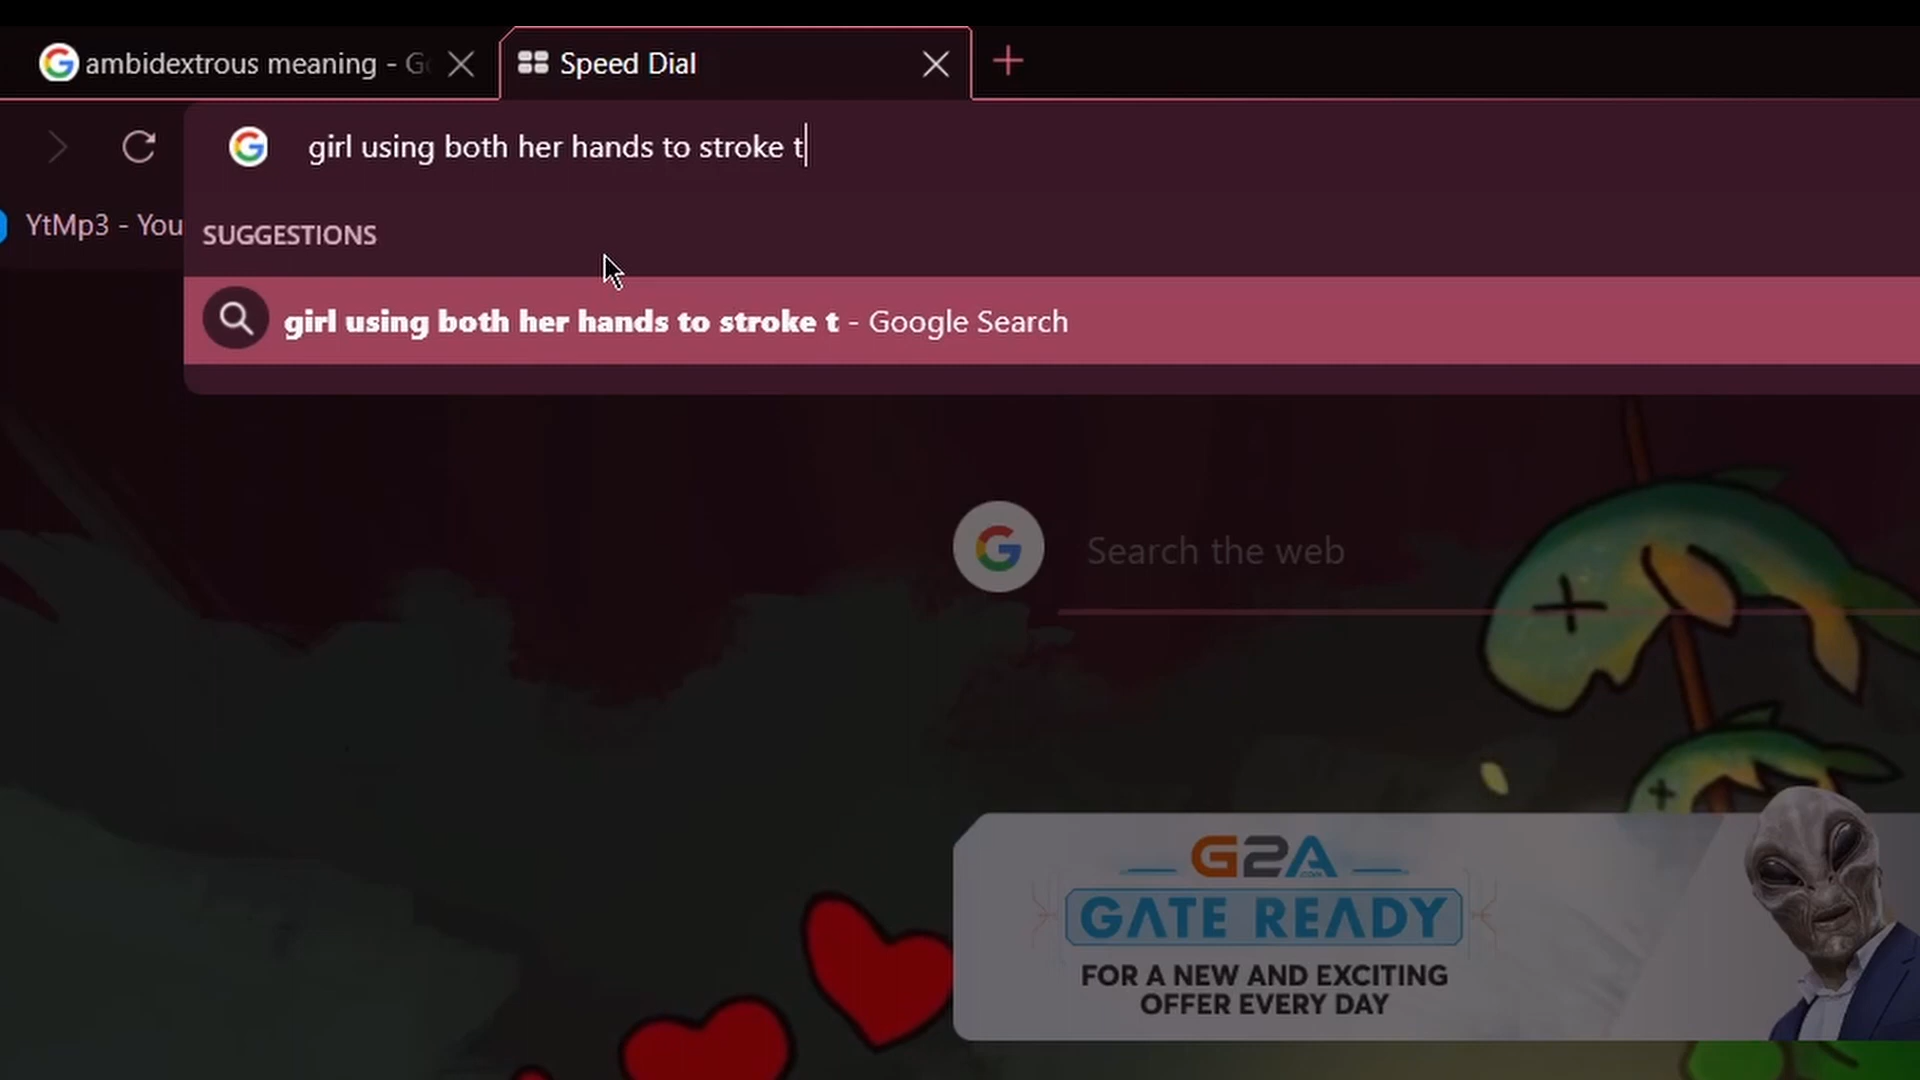 ambidextrous meaning - G
Speed Dial
girl using both her hands to stroke t
YtMp3 - You
SUGGESTIONS
girl using both her hands to stroke t - Google Search
Search the web
G2A.COM
GATE READY
FOR A NEW AND EXCITING
OFFER EVERY DAY